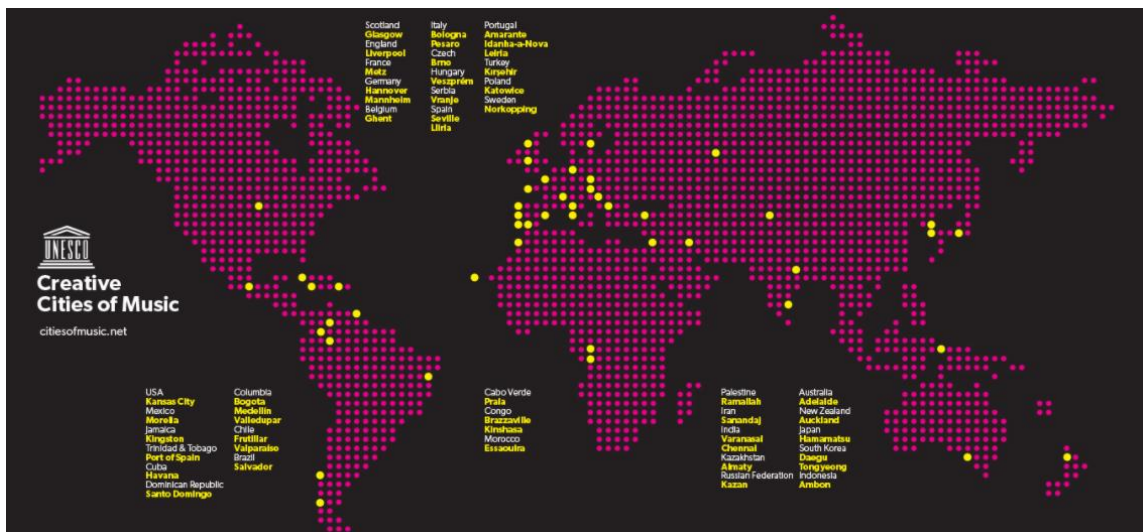 Scotland
Glasgow
England
Liverpool
France
Metz
Germany
Hannover
Mannheim
Belgium
Ghent
Italy
Bologna
Pesaro
Czech
Brno
Hungary
Veszprém
Serbia
Vranje
Spain
Seville
Llíria
Portugal
Amarante
Idanha-a-Nova
Leiria
Turkey
Kırşehir
Poland
Katowice
Sweden
Norkopping
UNESCO
Creative
Cities of Music
citiesofmusic.net
USA
Kansas City
Mexico
Morelia
Jamaica
Kingston
Trinidad & Tobago
Port of Spain
Cuba
Havana
Dominican Republic
Santo Domingo
Columbia
Bogota
Medellín
Valledupar
Chile
Frutillar
Valparaiso
Brazil
Salvador
Cabo Verde
Praia
Congo
Brazzaville
Kinshasa
Morocco
Essaouira
Palestine
Ramallah
Iran
Sanandaj
India
Varanasai
Chennai
Kazakhstan
Almaty
Russian Federation
Kazan
Australia
Adelaide
New Zealand
Auckland
Japan
Hamamatsu
South Korea
Daegu
Tongyeong
Indonesia
Ambon